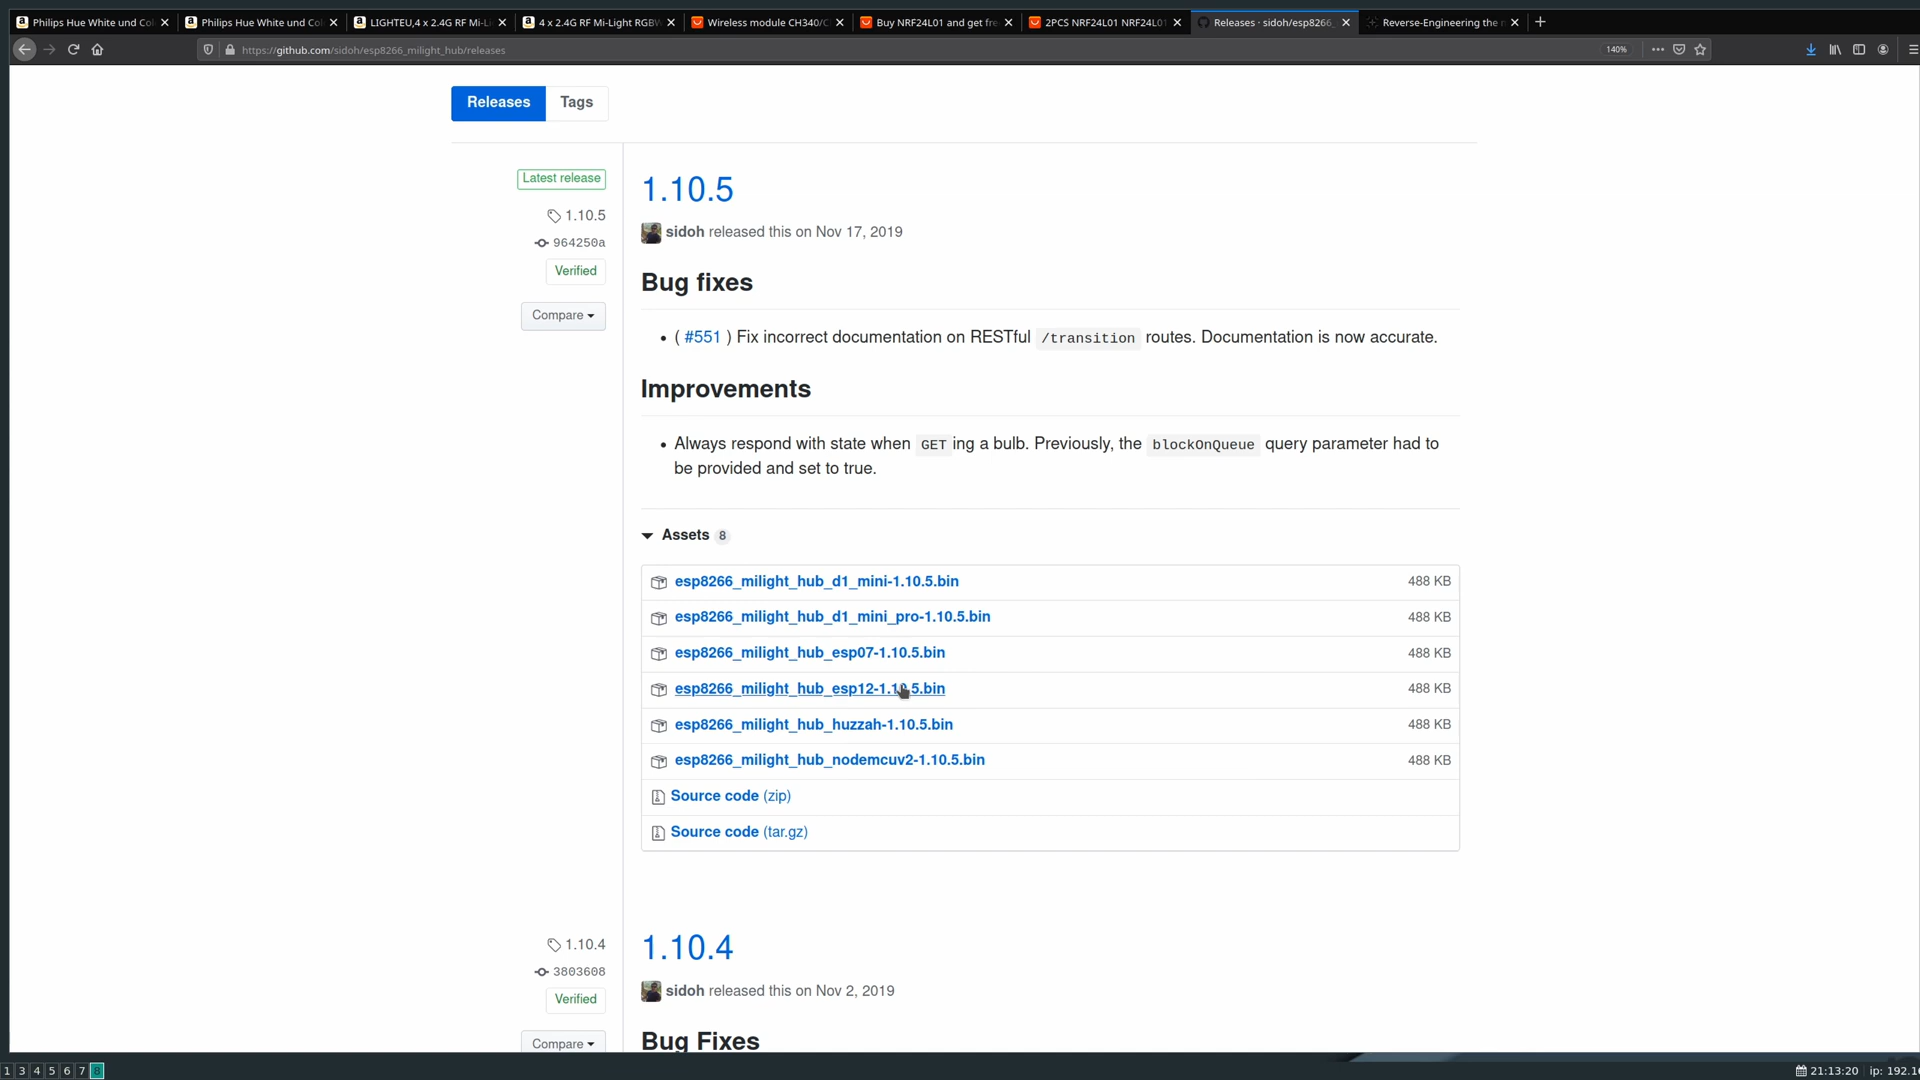 Philips Hue White und Co
Philips Hue White und Co
LIGHTEU,4 x 2.4G RF Mi-Li
4 x 2.4G RF Mi-Light RGBW
Wireless module CH340/C
Buy NRF24L01 and get fre
2PCS NRF24L01 NRF24L01
Releases · sidoh/esp8266_
Reverse-Engineering the
https://github.com/sidoh/esp8266_milight_hub/releases
140%
Releases
Tags
Latest release
1.10.5
964250a
Verified
Compare
1.10.5
sidoh released this on Nov 17, 2019
Bug fixes
• ( #551 ) Fix incorrect documentation on RESTful /transition routes. Documentation is now accurate.
Improvements
• Always respond with state when GET ing a bulb. Previously, the blockOnQueue query parameter had to
be provided and set to true.
Assets 8
esp8266_milight_hub_d1_mini-1.10.5.bin 488 KB
esp8266_milight_hub_d1_mini_pro-1.10.5.bin 488 KB
esp8266_milight_hub_esp07-1.10.5.bin 488 KB
esp8266_milight_hub_esp12-1.10.5.bin 488 KB
esp8266_milight_hub_huzzah-1.10.5.bin 488 KB
esp8266_milight_hub_nodemcuv2-1.10.5.bin 488 KB
Source code (zip)
Source code (tar.gz)
1.10.4
3803608
Verified
Compare
1.10.4
sidoh released this on Nov 2, 2019
Bug Fixes
1 3 4 5 6 7 8
21:13:20 ip: 192.16